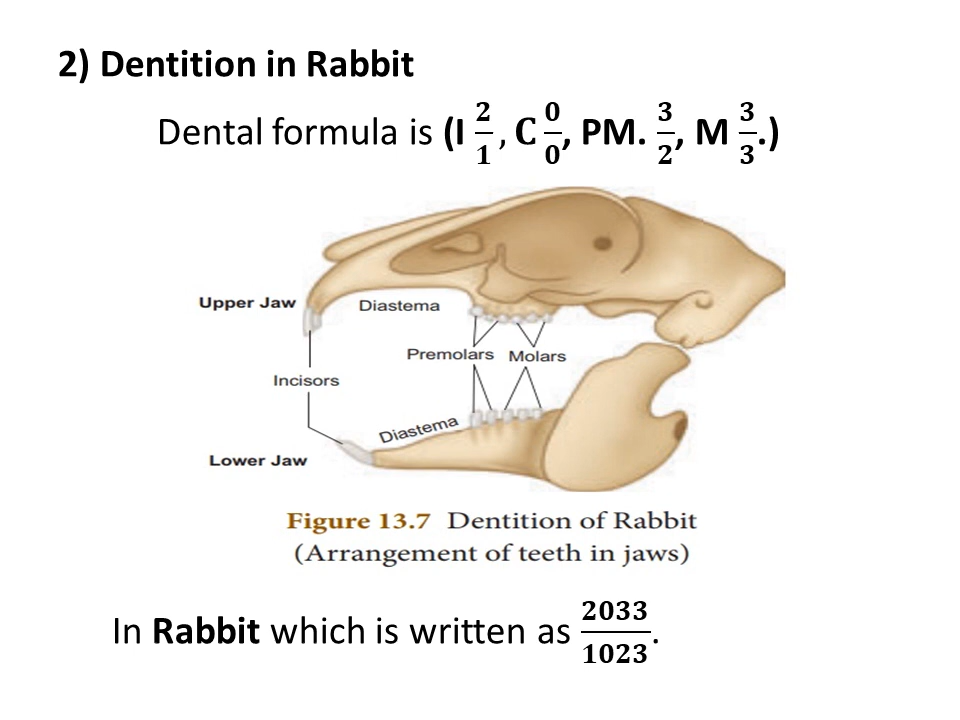 2) Dentition in Rabbit
Dental formula is (I 2/1 , C 0/0, PM. 3/2, M 3/3.)
Upper Jaw
Diastema
Premolars Molars
Incisors
Diastema
Lower Jaw
Figure 13.7 Dentition of Rabbit
(Arrangement of teeth in jaws)
In Rabbit which is written as 2033/1023.